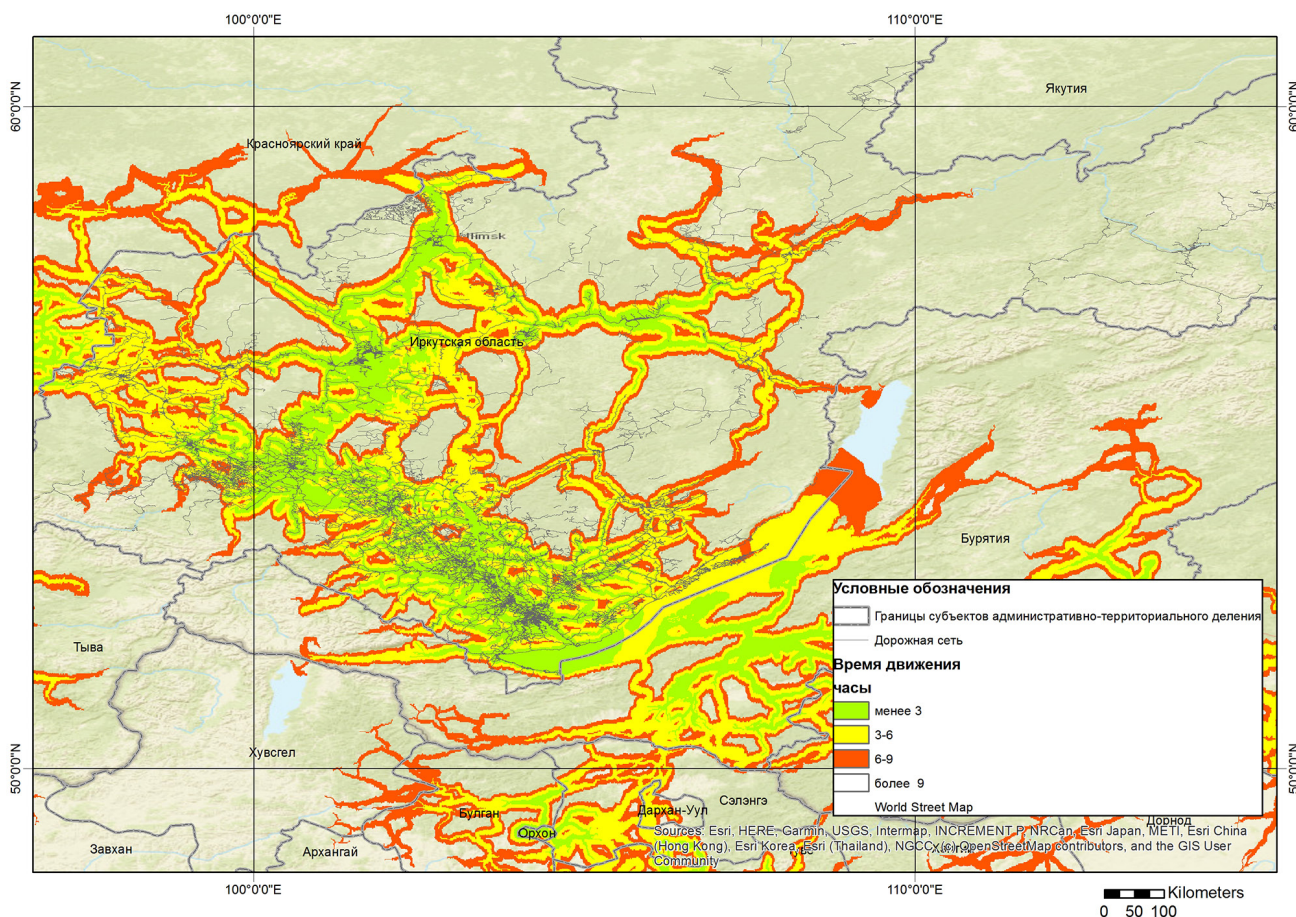 100°0'0"E
110°0'0"E
60°0'0"N
60°0'0"N
Якутия
Красноярский край
Ilimsk
Иркутская область
Бурятия
Тыва
Хувсгел
Условные обозначения
Границы субъектов административно-территориального деления
Дорожная сеть
Время движения
часы
менее 3
3-6
6-9
более 9
World Street Map
50°0'0"N
50°0'0"N
Булган
Дархан-Уул
Сэлэнгэ
Орхон
Дорнод
Завхан
Архангай
Sources: Esri, HERE, Garmin, USGS, Intermap, INCREMENT P, NRCan, Esri Japan, METI, Esri China
(Hong Kong), Esri Korea, Esri (Thailand), NGCC, (c) OpenStreetMap contributors, and the GIS User
Community
100°0'0"E
110°0'0"E
Kilometers
0 50 100